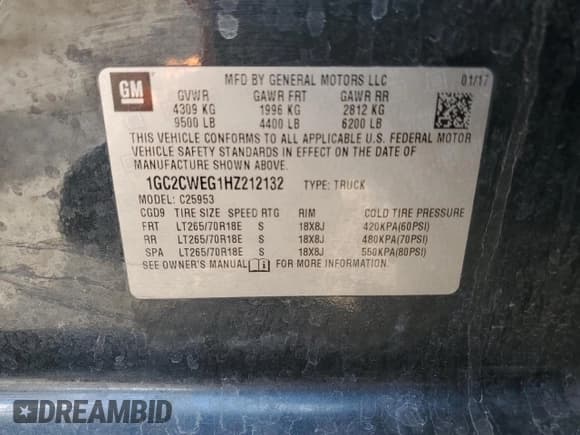 GM
MFD BY GENERAL MOTORS LLC 01/17
GVWR GAWR FRT GAWR RR
4309 KG 1996 KG 2812 KG
9500 LB 4400 LB 6200 LB
THIS VEHICLE CONFORMS TO ALL APPLICABLE U.S. FEDERAL MOTOR
VEHICLE SAFETY STANDARDS IN EFFECT ON THE DATE OF
MANUFACTURE SHOWN ABOVE.
1GC2CWEG1HZ212132 TYPE: TRUCK
MODEL: C25953
CGD9 TIRE SIZE SPEED RTG RIM COLD TIRE PRESSURE
FRT LT265/70R18E S 18X8J 420KPA(60PSI)
RR LT265/70R18E S 18X8J 480KPA(70PSI)
SPA LT265/70R18E S 18X8J 550KPA(80PSI)
SEE OWNER'S MANUAL FOR MORE INFORMATION.
DREAMBID